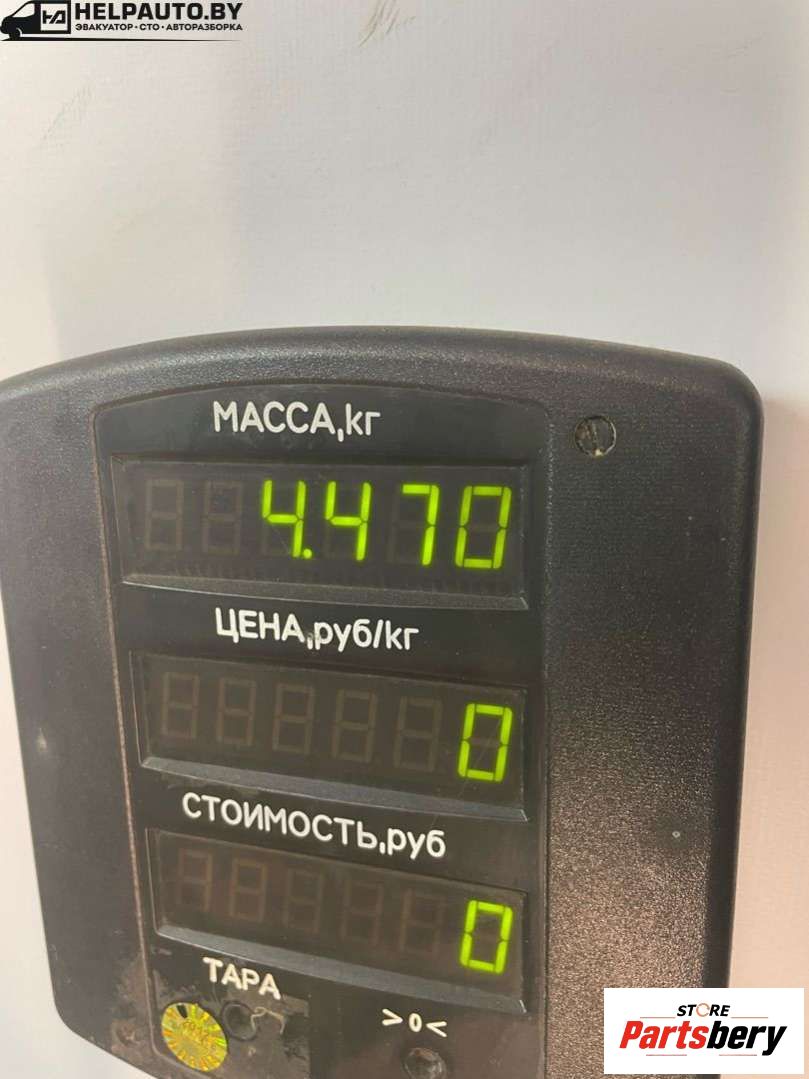 HELPAUTO.BY
ЭВАКУАТОР • СТО • АВТОРАЗБОРКА
МАССА,кг
4.470
ЦЕНА,руб/кг
0
СТОИМОСТЬ,руб
0
ТАРА
>0<
STORE
Partsbery